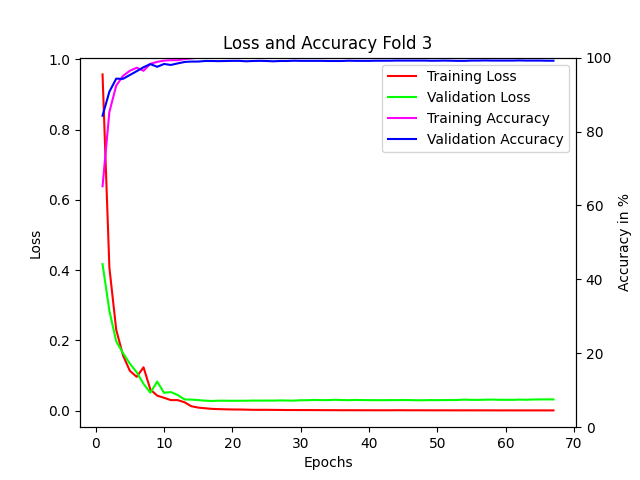 Loss and Accuracy Fold 3
Training Loss
Validation Loss
Training Accuracy
Validation Accuracy
1.0
0.8
0.6
0.4
0.2
0.0
Loss
100
80
60
40
20
0
Accuracy in %
0 10 20 30 40 50 60 70
Epochs